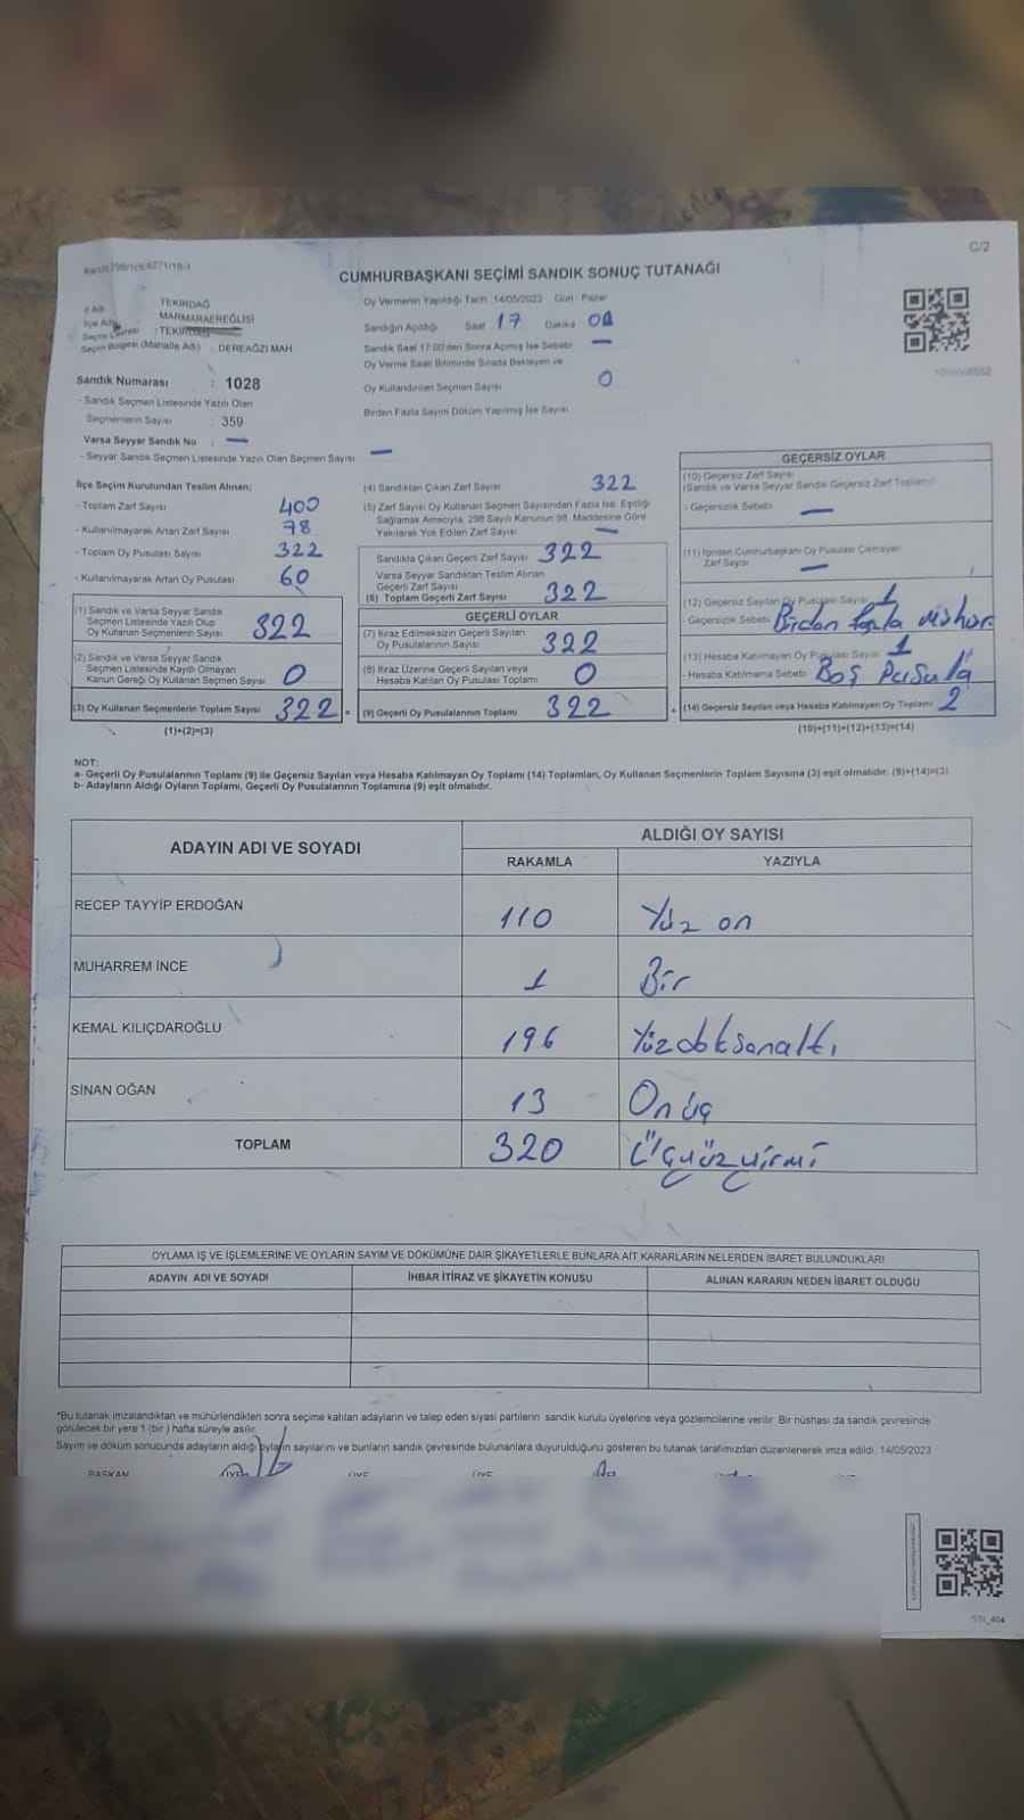 C/2
CUMHURBAŞKANI SEÇİMİ SANDIK SONUÇ TUTANAĞI
İl Adı TEKİRDAĞ
İlçe Adı MARMARAEREĞLİSİ
Seçim Çevresi : TEKİRDAĞ
Seçim Bölgesi (Mahalle Adı) : DEREAĞZI MAH
Sandık Numarası : 1028
- Sandık Seçmen Listesinde Yazılı Olan
Seçmenlerin Sayısı : 359
Varsa Seyyar Sandık No : —
- Seyyar Sandık Seçmen Listesinde Yazılı Olan Seçmen Sayısı —
Oy Vermenin Yapıldığı Tarih : 14/05/2023 Gün : Pazar
Sandığın Açıldığı Saat 17 Dakika
Sandık Saat 17:00'den Sonra Açılmış İse Sebebi —
Oy Verme Saati Bitiminde Sırada Bekleyen ve
Oy Kullandırılan Seçmen Sayısı 0
Birden Fazla Sayım Döküm Yapılmış İse Sayısı
İlçe Seçim Kurulundan Teslim Alınan;
- Toplam Zarf Sayısı 400
- Kullanılmayarak Artan Zarf Sayısı 78
- Toplam Oy Pusulası Sayısı 322
- Kullanılmayarak Artan Oy Pusulası 60
(1) Sandık ve Varsa Seyyar Sandık
Seçmen Listesinde Yazılı Olup
Oy Kullanan Seçmenlerin Sayısı 322
(2) Sandık ve Varsa Seyyar Sandık
Seçmen Listesinde Kayıtlı Olmayan
Kanun Gereği Oy Kullanan Seçmen Sayısı 0
(3) Oy Kullanan Seçmenlerin Toplam Sayısı 322 =
(1)+(2)=(3)
(4) Sandıktan Çıkan Zarf Sayısı 322
(5) Zarf Sayısı Oy Kullanan Seçmen Sayısından Fazla İse, Eşitliği
Sağlamak Amacıyla, 298 Sayılı Kanunun 98. Maddesine Göre
Yakılarak Yok Edilen Zarf Sayısı —
Sandıkta Çıkan Geçerli Zarf Sayısı 322
Varsa Seyyar Sandıktan Teslim Alınan
Geçerli Zarf Sayısı
(6) Toplam Geçerli Zarf Sayısı 322
GEÇERLİ OYLAR
(7) İtiraz Edilmeksizin Geçerli Sayılan
Oy Pusulalarının Sayısı 322
(8) İtiraz Üzerine Geçerli Sayılan veya
Hesaba Katılan Oy Pusulası Toplamı 0
(9) Geçerli Oy Pusulalarının Toplamı 322 +
GEÇERSİZ OYLAR
(10) Geçersiz Zarf Sayısı
(Sandık ve Varsa Seyyar Sandık Geçersiz Zarf Toplamı)
- Geçersizlik Sebebi —
(11) İçinden Cumhurbaşkanı Oy Pusulası Çıkmayan
Zarf Sayısı —
(12) Geçersiz Sayılan Oy Pusulası Sayısı 1
- Geçersizlik Sebebi Birden fazla mühür
(13) Hesaba Katılmayan Oy Pusulası Sayısı 1
- Hesaba Katılmama Sebebi Boş Pusula
(14) Geçersiz Sayılan veya Hesaba Katılmayan Oy Toplamı 2
(10)+(11)+(12)+(13)=(14)
NOT:
a- Geçerli Oy Pusulalarının Toplamı (9) ile Geçersiz Sayılan veya Hesaba Katılmayan Oy Toplamı (14) Toplamları, Oy Kullanan Seçmenlerin Toplam Sayısına (3) eşit olmalıdır. (9)+(14)=(3)
b- Adayların Aldığı Oyların Toplamı, Geçerli Oy Pusulalarının Toplamına (9) eşit olmalıdır.
ADAYIN ADI VE SOYADI ALDIĞI OY SAYISI
RAKAMLA YAZIYLA
RECEP TAYYİP ERDOĞAN 110 Yüz on
MUHARREM İNCE 1 Bir
KEMAL KILIÇDAROĞLU 196 Yüzdoksanaltı
SİNAN OĞAN 13 Onüç
TOPLAM 320 Üçyüzyirmi
OYLAMA İŞ VE İŞLEMLERİNE VE OYLARIN SAYIM VE DÖKÜMÜNE DAİR ŞİKAYETLERLE BUNLARA AİT KARARLARIN NELERDEN İBARET BULUNDUKLARI
ADAYIN ADI VE SOYADI İHBAR İTİRAZ VE ŞİKAYETİN KONUSU ALINAN KARARIN NEDEN İBARET OLDUĞU
*Bu tutanak imzalandıktan ve mühürlendikten sonra seçime katılan adayların ve talep eden siyasi partilerin sandık kurulu üyelerine veya gözlemcilerine verilir. Bir nüshası da sandık çevresinde
görülecek bir yere 1 (bir) hafta süreyle asılır.
Sayım ve döküm sonucunda adayların aldığı oyların sayılarını ve bunların sandık çevresinde bulunanlara duyurulduğunu gösteren bu tutanak tarafımızdan düzenlenerek imza edildi. 14/05/2023
BAŞKAN ÜYE ÜYE ÜYE